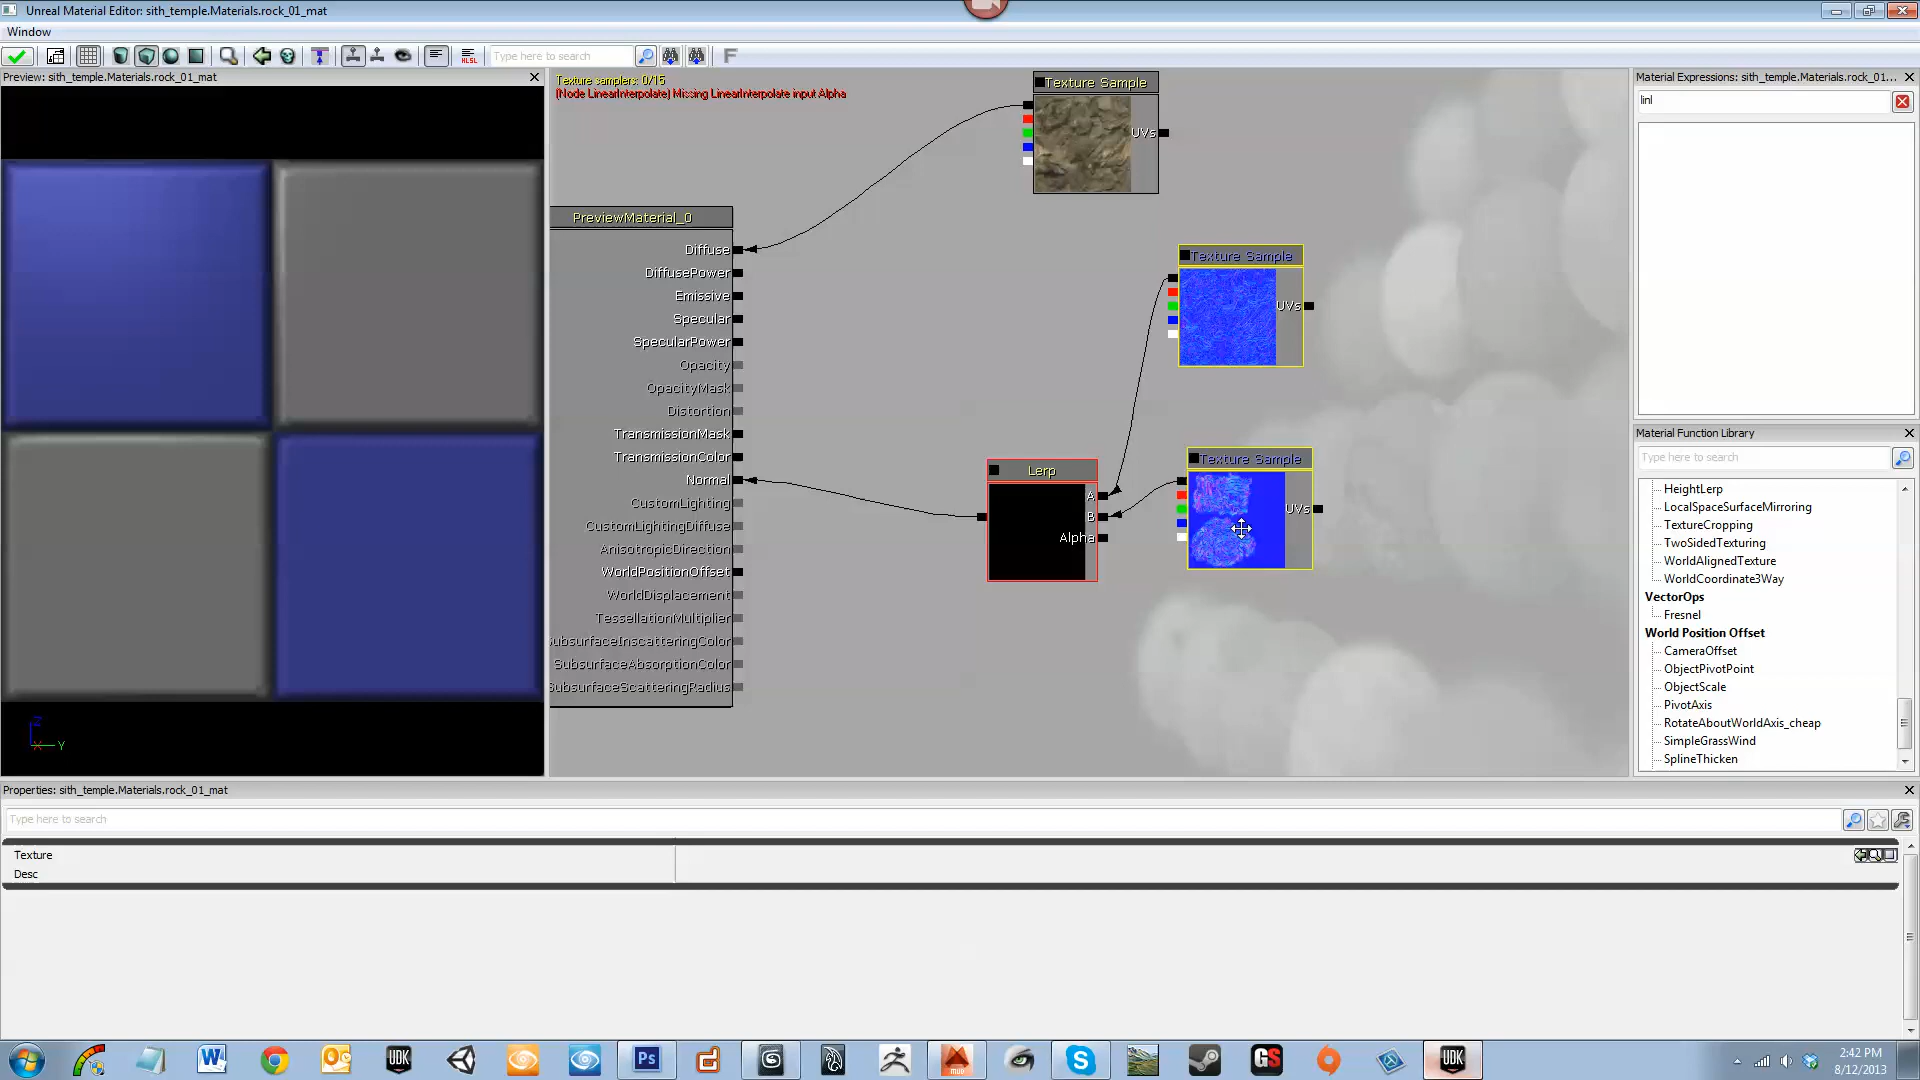 Unreal Material Editor: sith_temple.Materials.rock_01_mat
Window
Type here to search
HLSL
F
Preview: sith_temple.Materials.rock_01_mat
Z
X
Y
Texture samplers: 0/15
(Node LinearInterpolate) Missing LinearInterpolate input Alpha
Texture Sample
UVs
PreviewMaterial_0
Diffuse
DiffusePower
Emissive
Specular
SpecularPower
Opacity
OpacityMask
Distortion
TransmissionMask
TransmissionColor
Normal
CustomLighting
CustomLightingDiffuse
AnisotropicDirection
WorldPositionOffset
WorldDisplacement
TessellationMultiplier
SubsurfaceInscatteringColor
SubsurfaceAbsorptionColor
SubsurfaceScatteringRadius
Texture Sample
UVs
Lerp
A
B
Alpha
Texture Sample
UVs
Material Expressions: sith_temple.Materials.rock_01...
linl
Material Function Library
Type here to search
HeightLerp
LocalSpaceSurfaceMirroring
TextureCropping
TwoSidedTexturing
WorldAlignedTexture
WorldCoordinate3Way
VectorOps
Fresnel
World Position Offset
CameraOffset
ObjectPivotPoint
ObjectScale
PivotAxis
RotateAboutWorldAxis_cheap
SimpleGrassWind
SplineThicken
Properties: sith_temple.Materials.rock_01_mat
Type here to search
Texture
Desc
UDK
Ps
GS
UDK
2:42 PM
8/12/2013